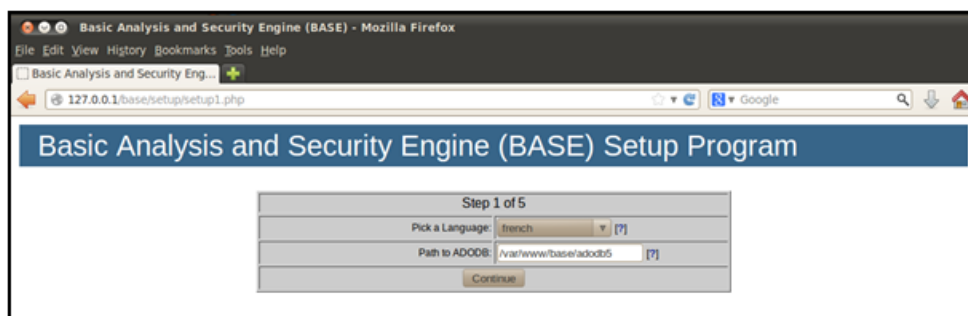 Basic Analysis and Security Engine (BASE) - Mozilla Firefox
File Edit View History Bookmarks Tools Help
Basic Analysis and Security Eng...
127.0.0.1/base/setup/setup1.php
Google
Basic Analysis and Security Engine (BASE) Setup Program
Step 1 of 5
Pick a Language: french [?]
Path to ADODB: /var/www/base/adodb5 [?]
Continue